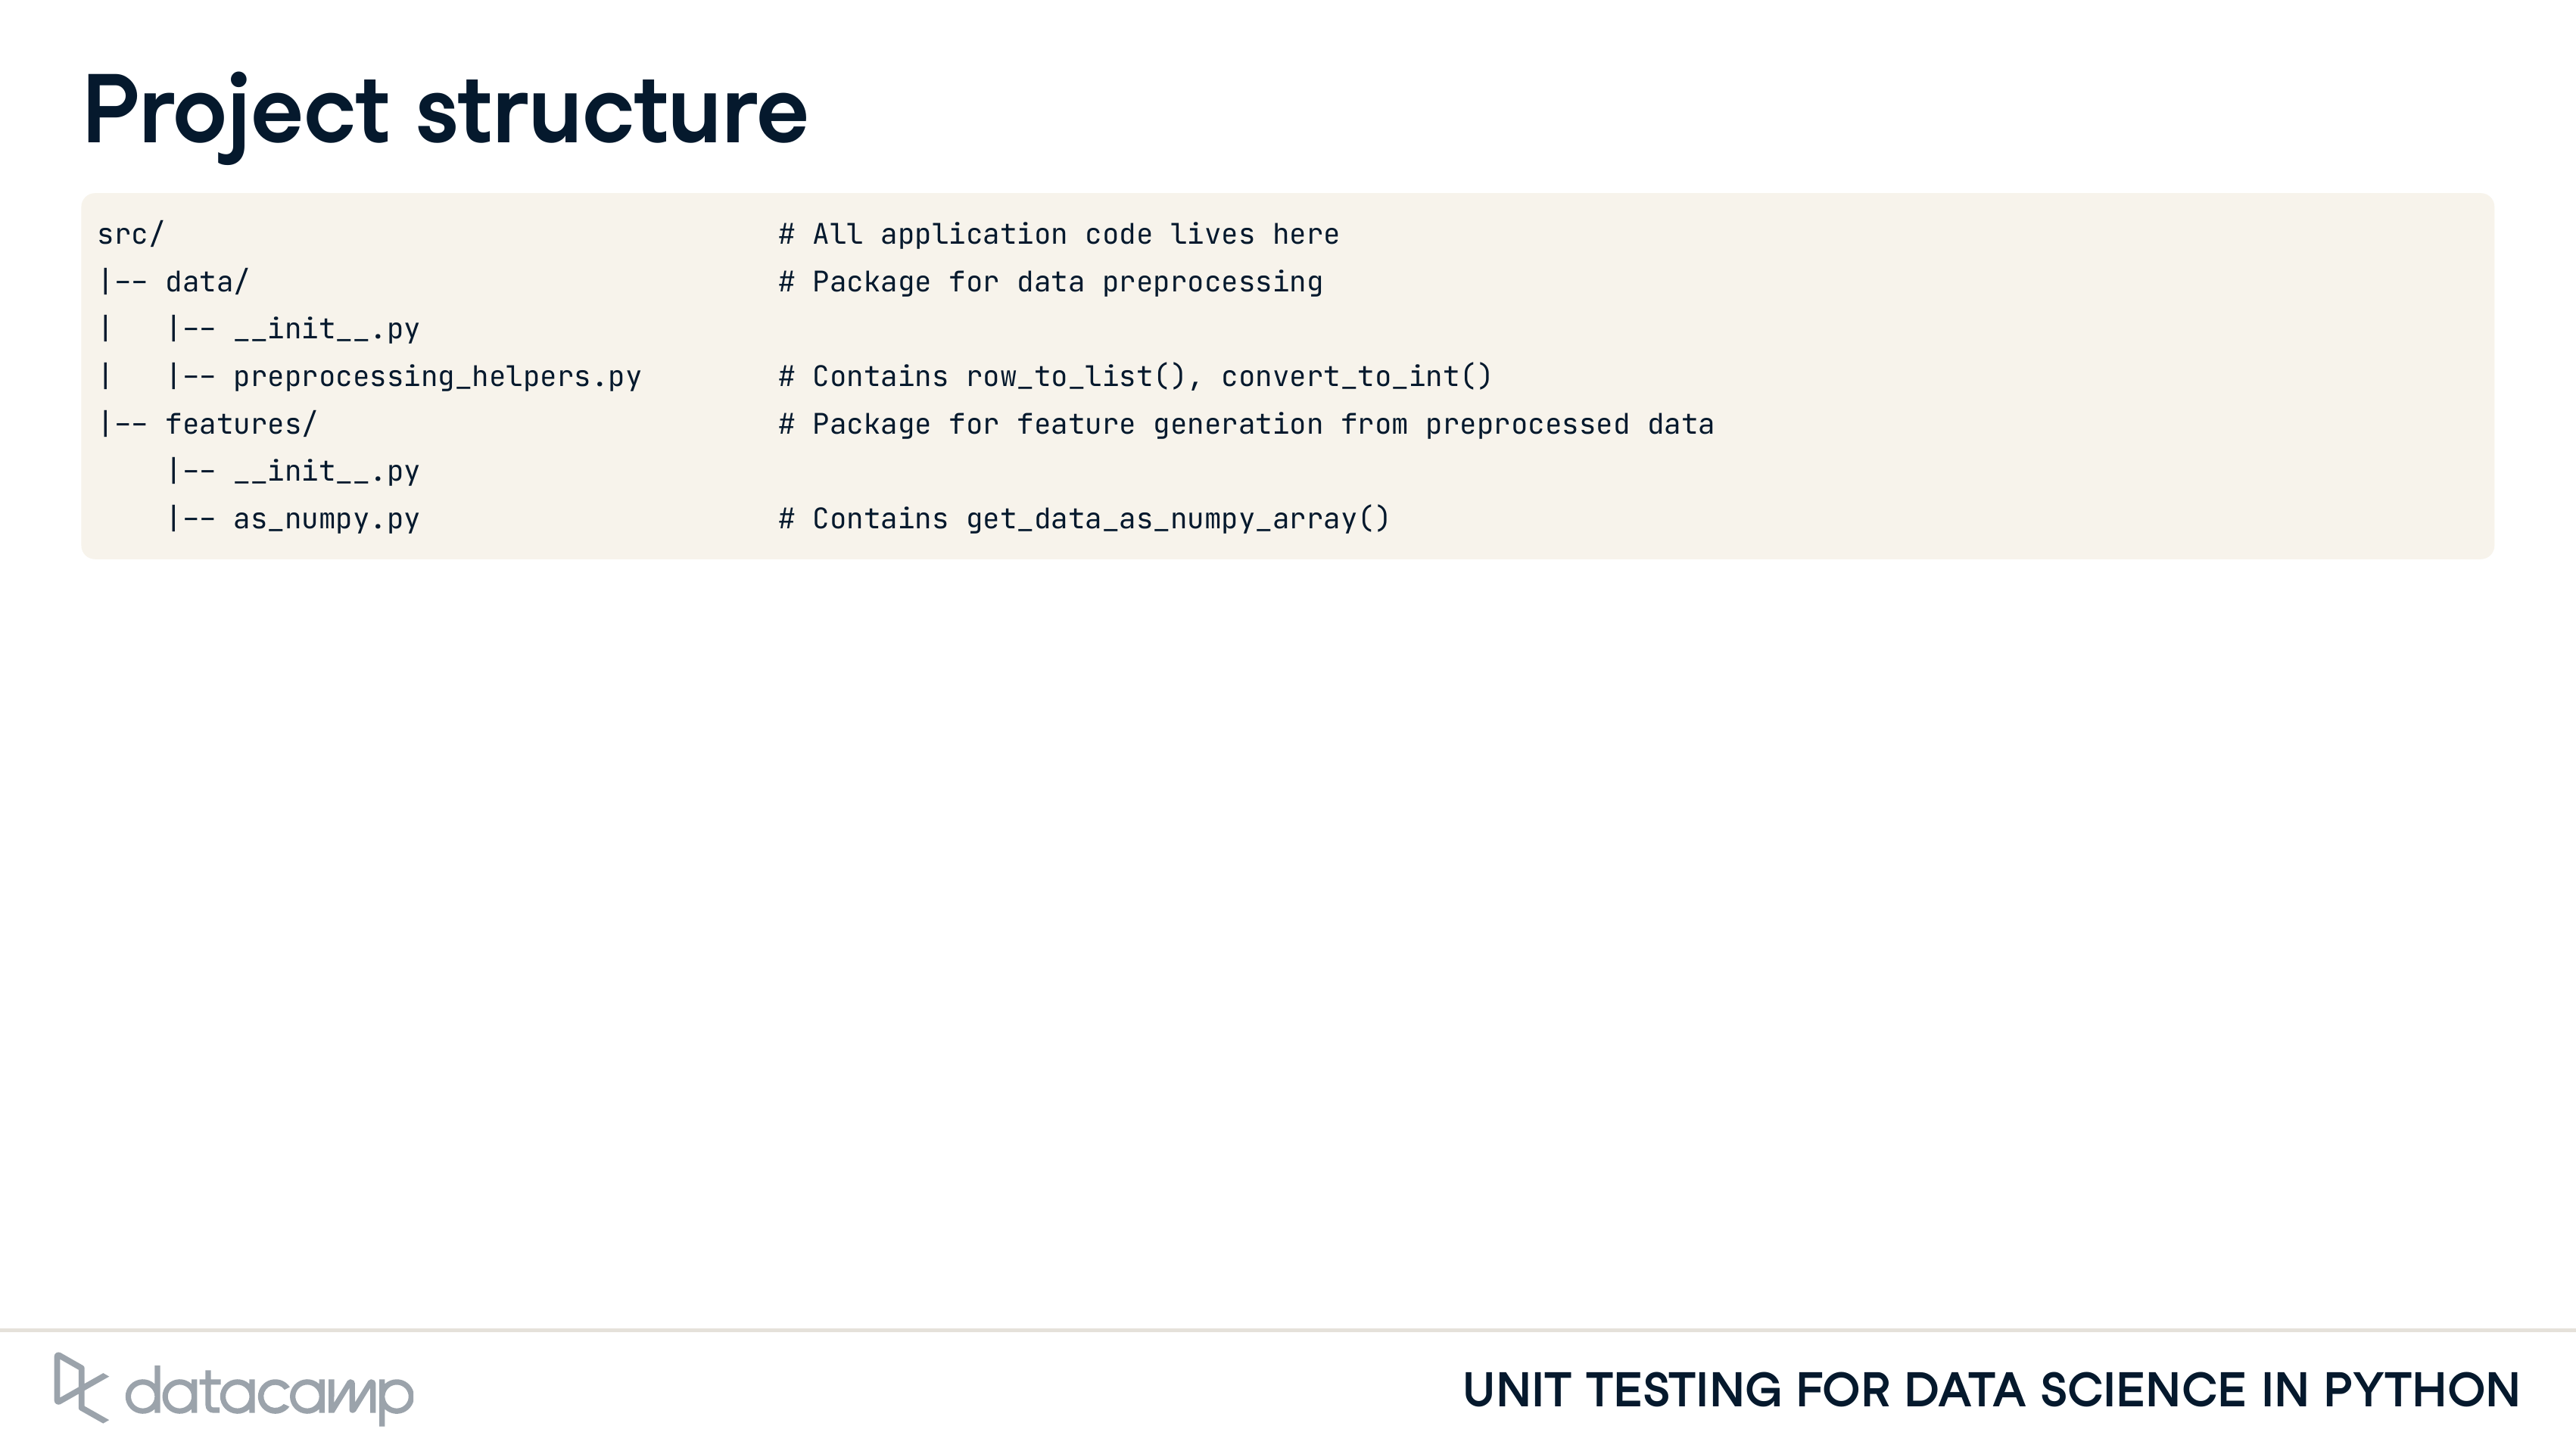 Project structure
src/                                    # All application code lives here
|-- data/                               # Package for data preprocessing
|   |-- __init__.py
|   |-- preprocessing_helpers.py        # Contains row_to_list(), convert_to_int()
|-- features/                           # Package for feature generation from preprocessed data
    |-- __init__.py
    |-- as_numpy.py                     # Contains get_data_as_numpy_array()
datacamp
UNIT TESTING FOR DATA SCIENCE IN PYTHON